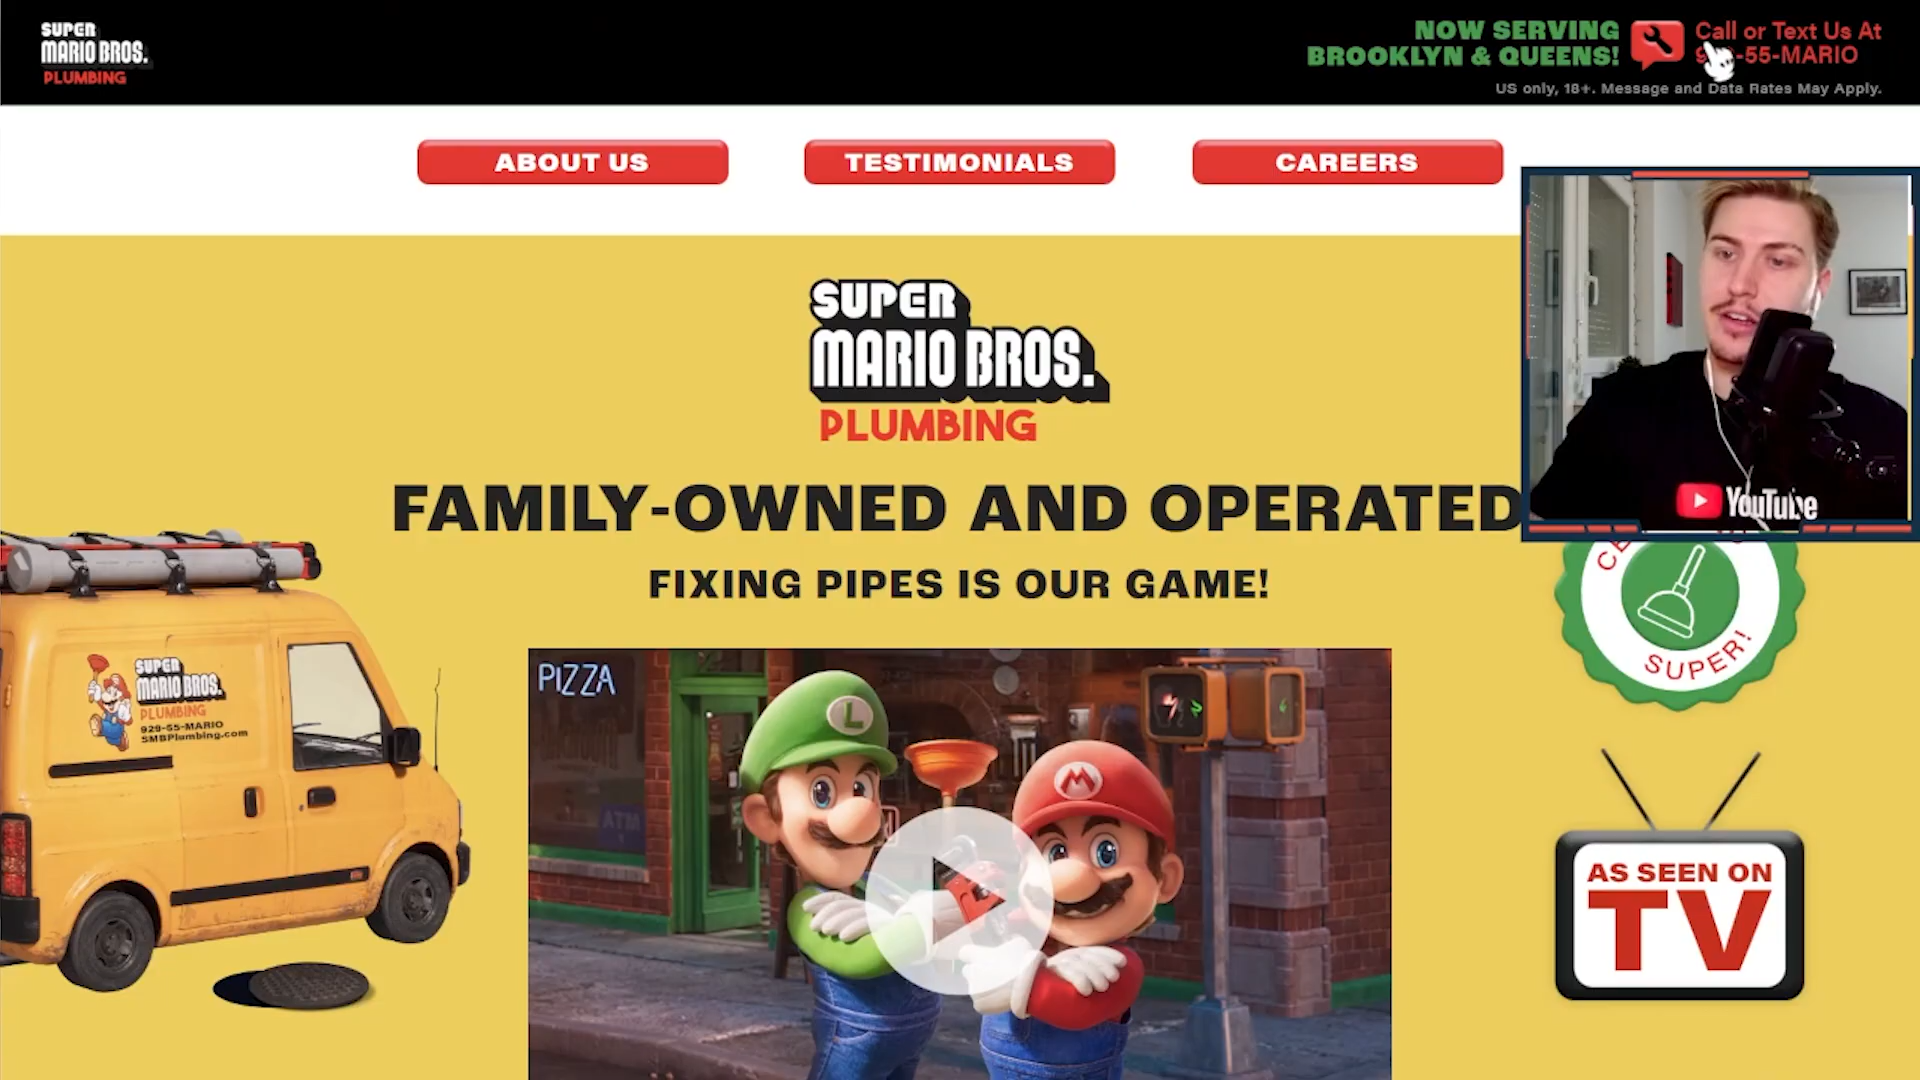 SUPER
MARIO BROS.
PLUMBING
NOW SERVING
BROOKLYN & QUEENS!
Call or Text Us At
-55-MARIO
US only, 18+. Message and Data Rates May Apply.
ABOUT US
TESTIMONIALS
CAREERS
SUPER
MARIO BROS.
PLUMBING
FAMILY-OWNED AND OPERATED
FIXING PIPES IS OUR GAME!
YouTube
SUPER!
SUPER
MARIO BROS.
PLUMBING
929-55-MARIO
SMBPlumbing.com
PIZZA
ATM
L
M
AS SEEN ON
TV